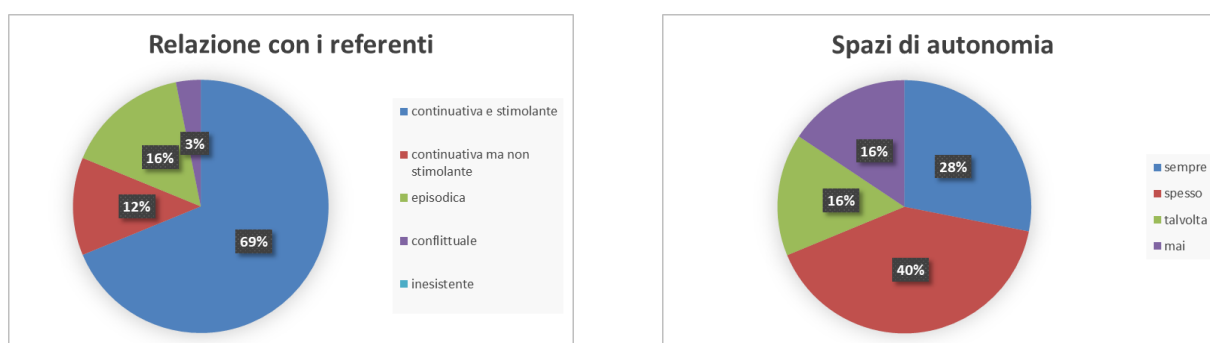 Relazione con i referenti
3%
16%
12%
69%
continuativa e stimolante
continuativa ma non
stimolante
episodica
conflittuale
inesistente
Spazi di autonomia
16%
28%
16%
40%
sempre
spesso
talvolta
mai